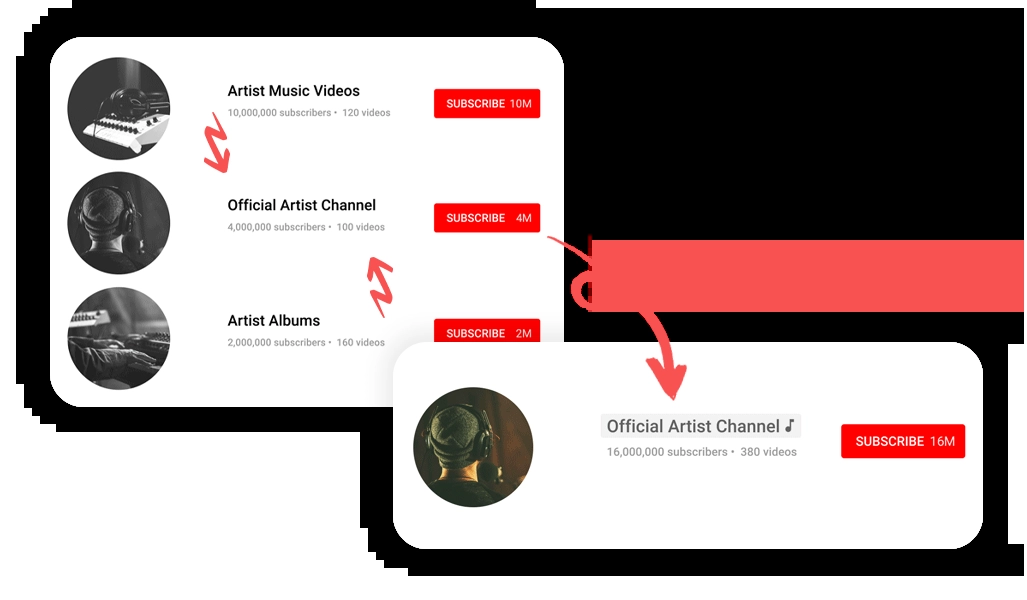 Artist Music Videos
10,000,000 subscribers • 120 videos
SUBSCRIBE 10M
Official Artist Channel
4,000,000 subscribers • 100 videos
SUBSCRIBE 4M
Artist Albums
2,000,000 subscribers • 160 videos
SUBSCRIBE 2M
Official Artist Channel ♪
16,000,000 subscribers • 380 videos
SUBSCRIBE 16M